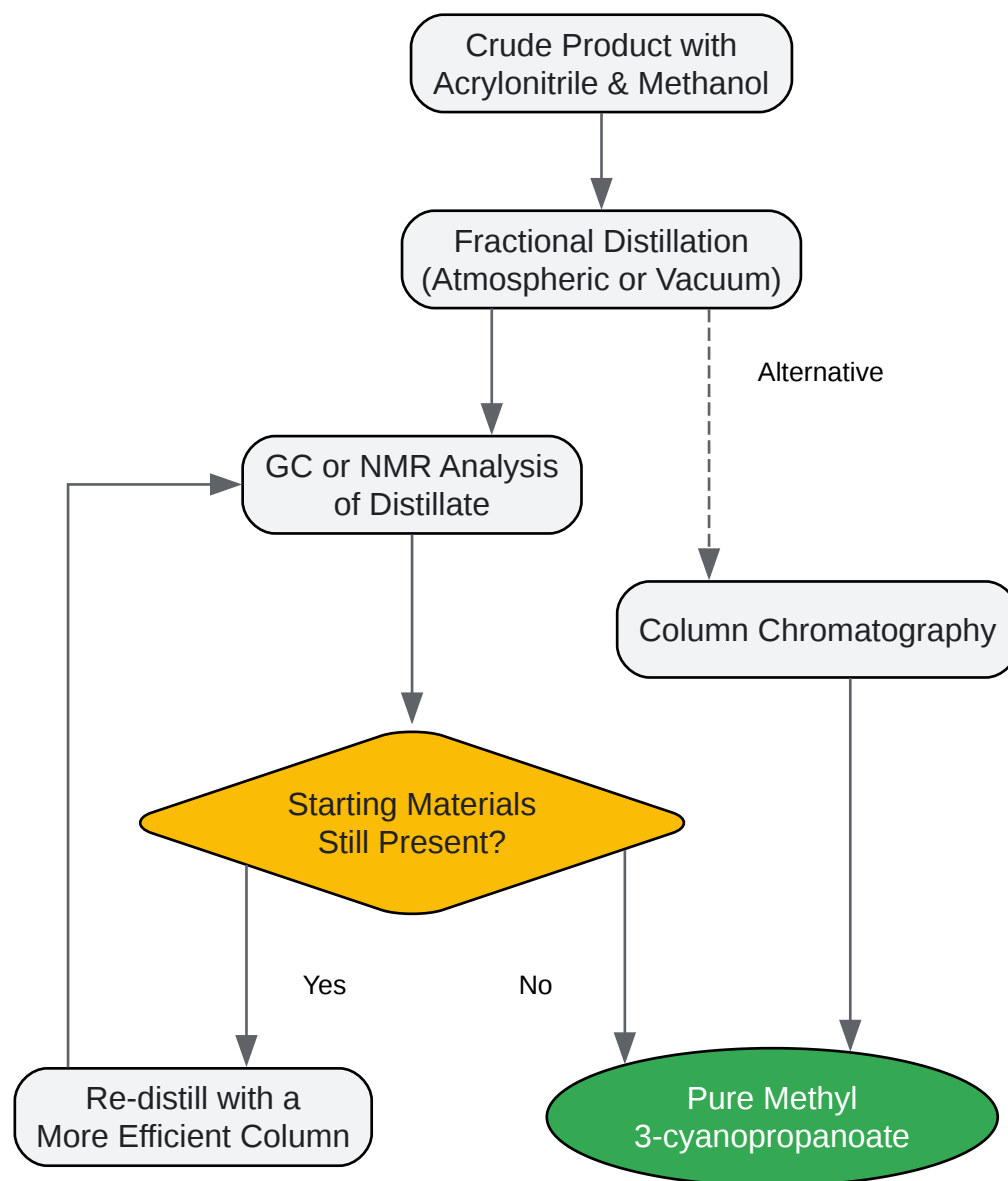 Crude Product with
Acrylonitrile & Methanol
Fractional Distillation
(Atmospheric or Vacuum)
Alternative
GC or NMR Analysis
of Distillate
Column Chromatography
Starting Materials
Still Present?
Yes
No
Re-distill with a
More Efficient Column
Pure Methyl
3-cyanopropanoate